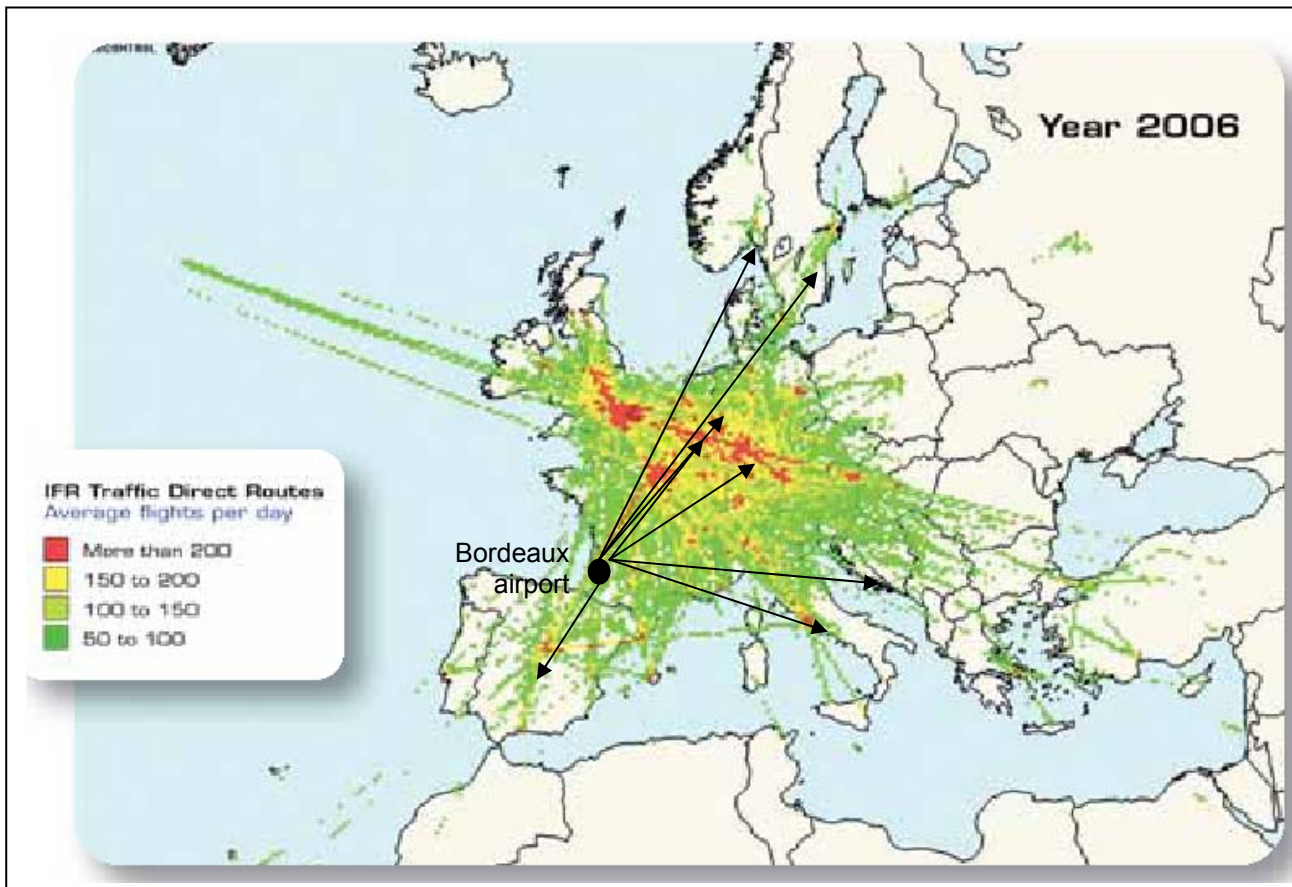 Year 2006
IFR Traffic Direct Routes
Average flights per day
More than 200
150 to 200
100 to 150
50 to 100
Bordeaux
airport